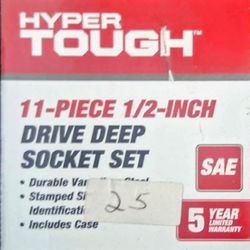 HYPER
TOUGH™
11-PIECE 1/2-INCH
DRIVE DEEP
SOCKET SET
SAE
• Durable
• Stamped
Identification
• Includes Case
25
5 YEAR
LIMITED
WARRANTY